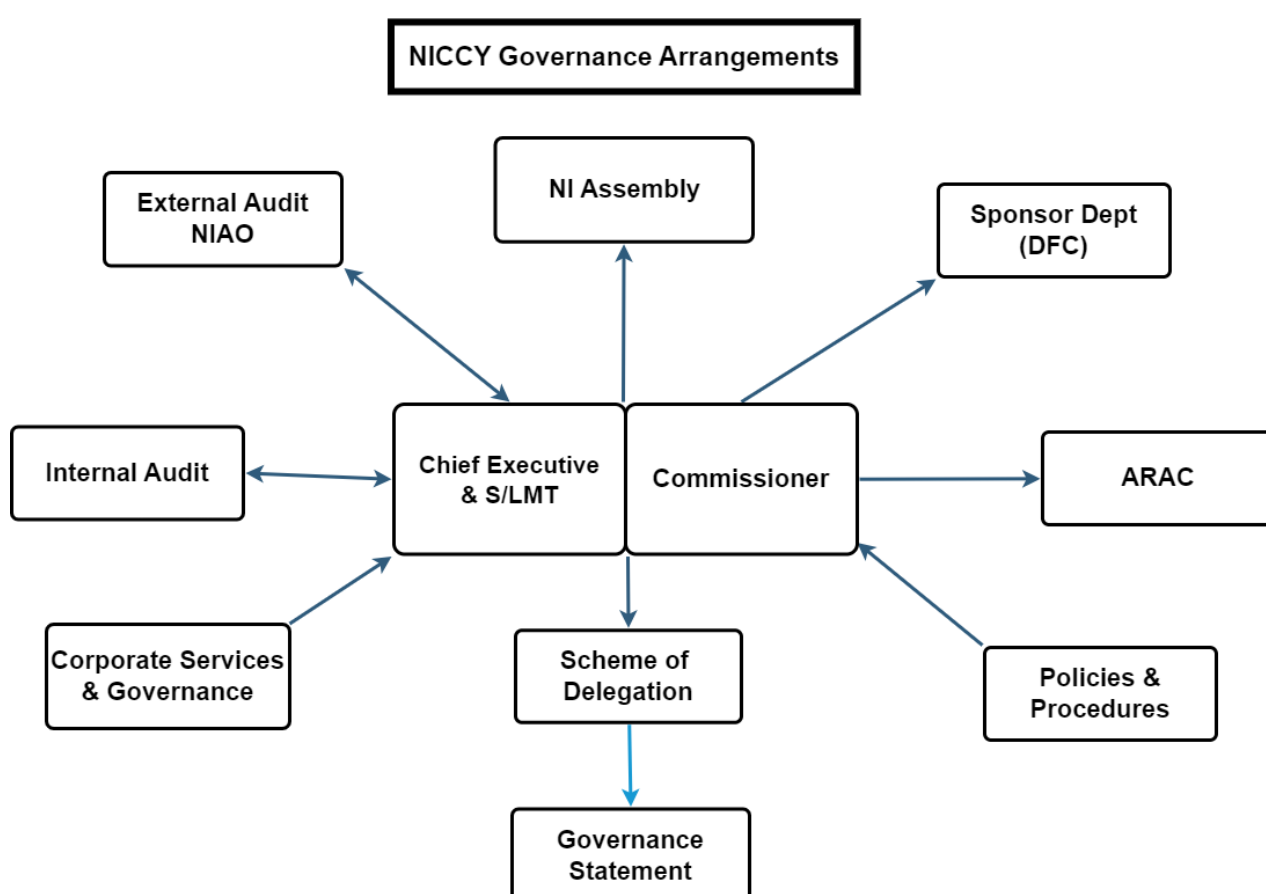 NICCY Governance Arrangements
NI Assembly
External Audit
NIAO
Sponsor Dept
(DFC)
Internal Audit
Chief Executive
& S/LMT
Commissioner
ARAC
Corporate Services
& Governance
Scheme of
Delegation
Policies &
Procedures
Governance
Statement